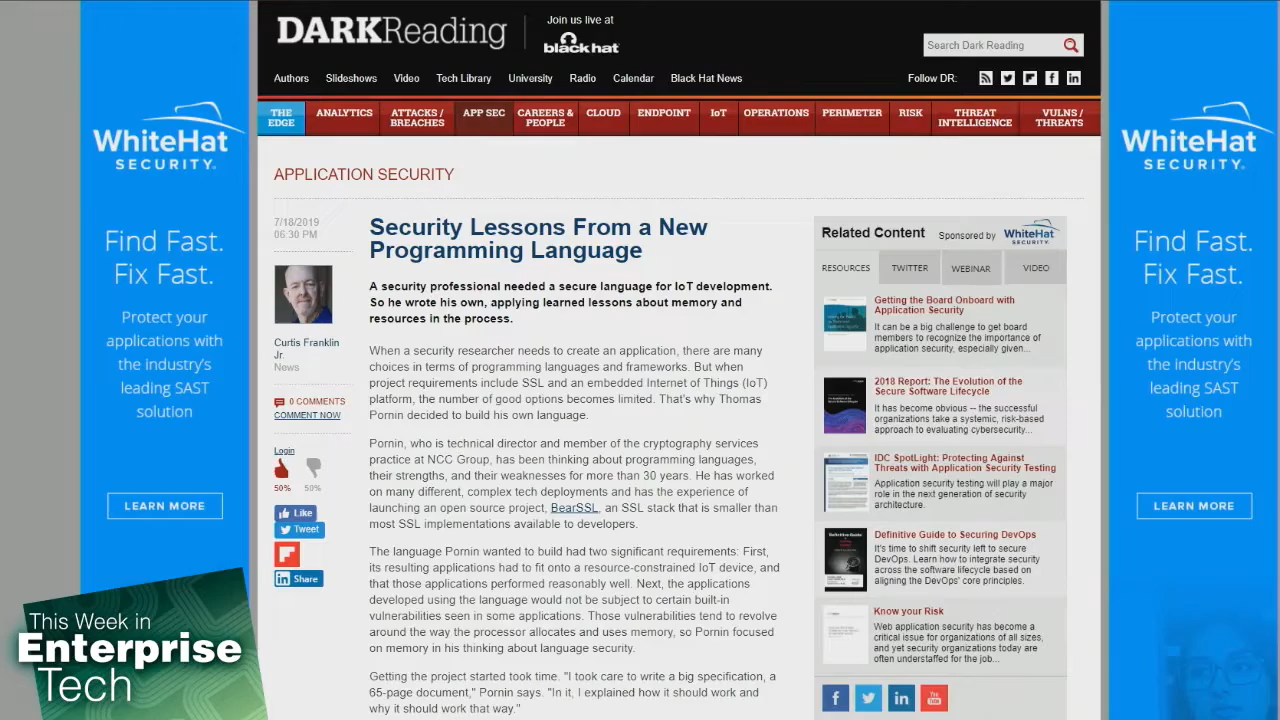 DARKReading
Join us live at
black hat
Search Dark Reading
Authors Slideshows Video Tech Library University Radio Calendar Black Hat News
Follow DR:
THE EDGE
ANALYTICS
ATTACKS / BREACHES
APP SEC
CAREERS & PEOPLE
CLOUD
ENDPOINT
IoT
OPERATIONS
PERIMETER
RISK
THREAT INTELLIGENCE
VULNS / THREATS
WhiteHat
SECURITY.
Find Fast.
Fix Fast.
Protect your
applications with
the industry's
leading SAST
solution
LEARN MORE
APPLICATION SECURITY
7/18/2019
06:30 PM
Curtis Franklin
Jr.
News
0 COMMENTS
COMMENT NOW
Login
50% 50%
Like
Tweet
in Share
Security Lessons From a New
Programming Language
A security professional needed a secure language for IoT development.
So he wrote his own, applying learned lessons about memory and
resources in the process.
When a security researcher needs to create an application, there are many
choices in terms of programming languages and frameworks. But when
project requirements include SSL and an embedded Internet of Things (IoT)
platform, the number of good options becomes limited. That's why Thomas
Pornin decided to build his own language.
Pornin, who is technical director and member of the cryptography services
practice at NCC Group, has been thinking about programming languages,
their strengths, and their weaknesses for more than 30 years. He has worked
on many different, complex tech deployments and has the experience of
launching an open source project, BearSSL, an SSL stack that is smaller than
most SSL implementations available to developers.
The language Pornin wanted to build had two significant requirements: First,
its resulting applications had to fit onto a resource-constrained IoT device, and
that those applications performed reasonably well. Next, the applications
developed using the language would not be subject to certain built-in
vulnerabilities seen in some applications. Those vulnerabilities tend to revolve
around the way the processor allocates and uses memory, so Pornin focused
on memory in his thinking about language security.
Getting the project started took time. "I took care to write a big specification, a
65-page document," Pornin says. "In it, I explained how it should work and
why it should work that way."
Related Content
Sponsored by
WhiteHat
SECURITY.
RESOURCES TWITTER WEBINAR VIDEO
Getting the Board Onboard with
Application Security
It can be a big challenge to get board
members to recognize the importance of
application security, especially given...
2018 Report: The Evolution of the
Secure Software Lifecycle
It has become obvious -- the successful
organizations take a systemic, risk-based
approach to evaluating cybersecurity...
IDC SpotLight: Protecting Against
Threats with Application Security Testing
Application security testing will play a major
role in the next generation of security
architecture.
Definitive Guide to Securing DevOps
It's time to shift security left to secure
DevOps. Learn how to integrate security
across the software lifecycle based on
aligning the DevOps' core principles.
Know your Risk
Web application security has become a
critical issue for organizations of all sizes,
and yet security organizations today are
often understaffed for the job...
WhiteHat
SECURITY.
Find Fast.
Fix Fast.
Protect your
applications with
the industry's
leading SAST
solution
LEARN MORE
This Week in
Enterprise
Tech